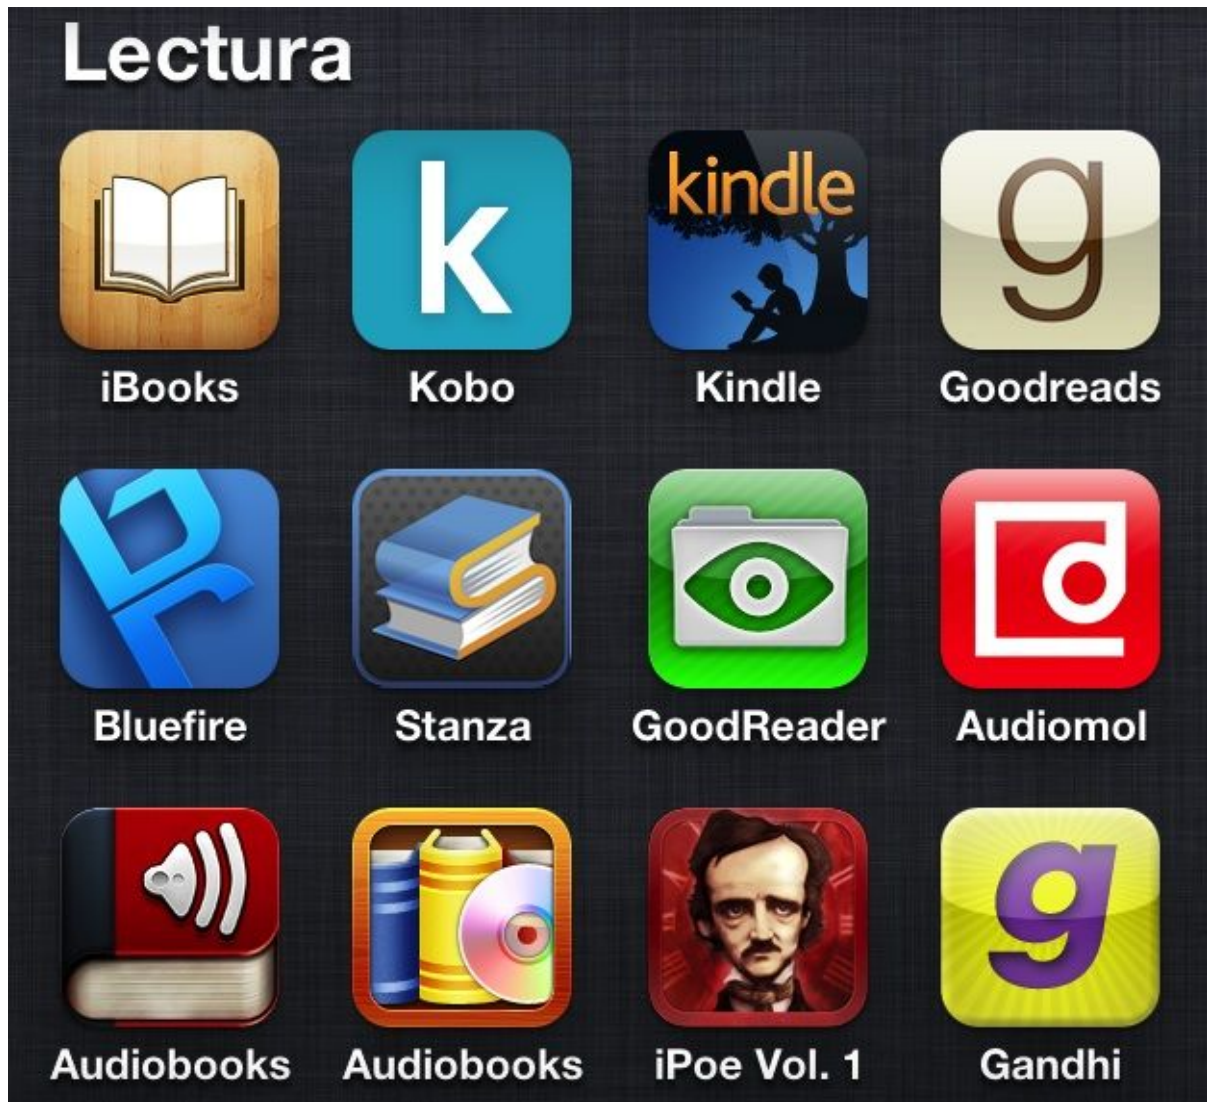 Lectura
k
kindle
g
iBooks Kobo Kindle Goodreads
d
Bluefire Stanza GoodReader Audiomol
g
Audiobooks Audiobooks iPoe Vol. 1 Gandhi